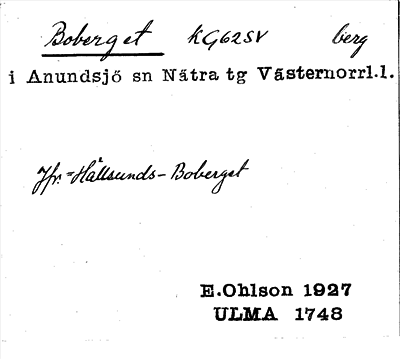 Boberget KG62SV berg
i Anundsjö sn Nätra tg Västernorrl.l.
Jfr. = Hällsunds-Boberget
E.Ohlson 1927
ULMA 1748